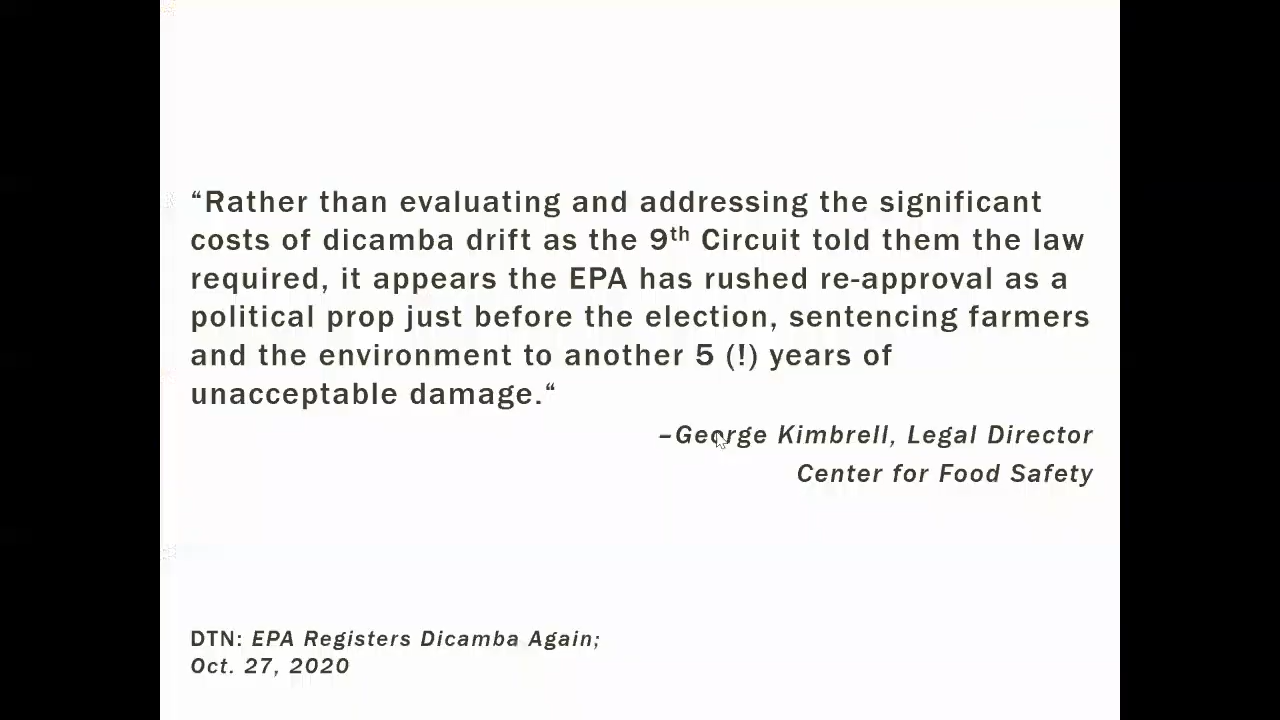 “Rather than evaluating and addressing the significant
costs of dicamba drift as the 9th Circuit told them the law
required, it appears the EPA has rushed re-approval as a
political prop just before the election, sentencing farmers
and the environment to another 5 (!) years of
unacceptable damage.“
–George Kimbrell, Legal Director
Center for Food Safety
DTN: EPA Registers Dicamba Again;
Oct. 27, 2020